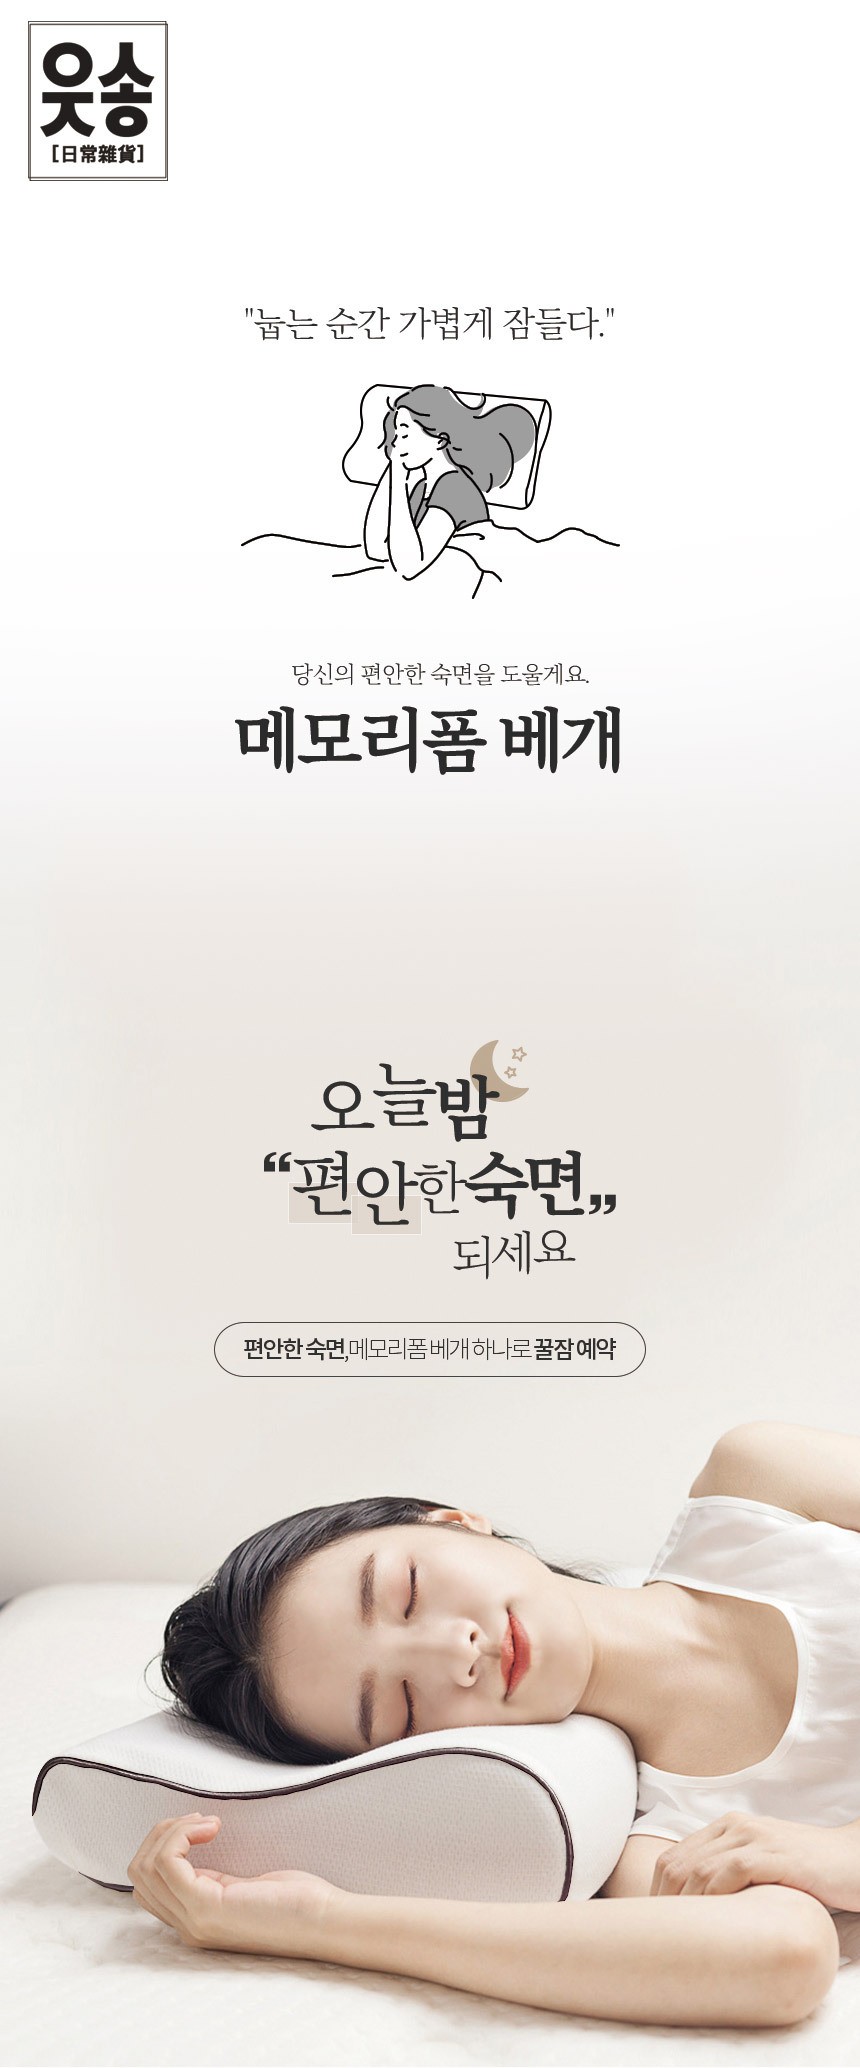 웃송
[日常雜貨]
"눕는 순간 가볍게 잠들다."
당신의 편안한 숙면을 도울게요.
메모리폼 베개
오늘밤
“편안한숙면„
되세요
편안한 숙면,메모리폼 베개 하나로 꿀잠 예약